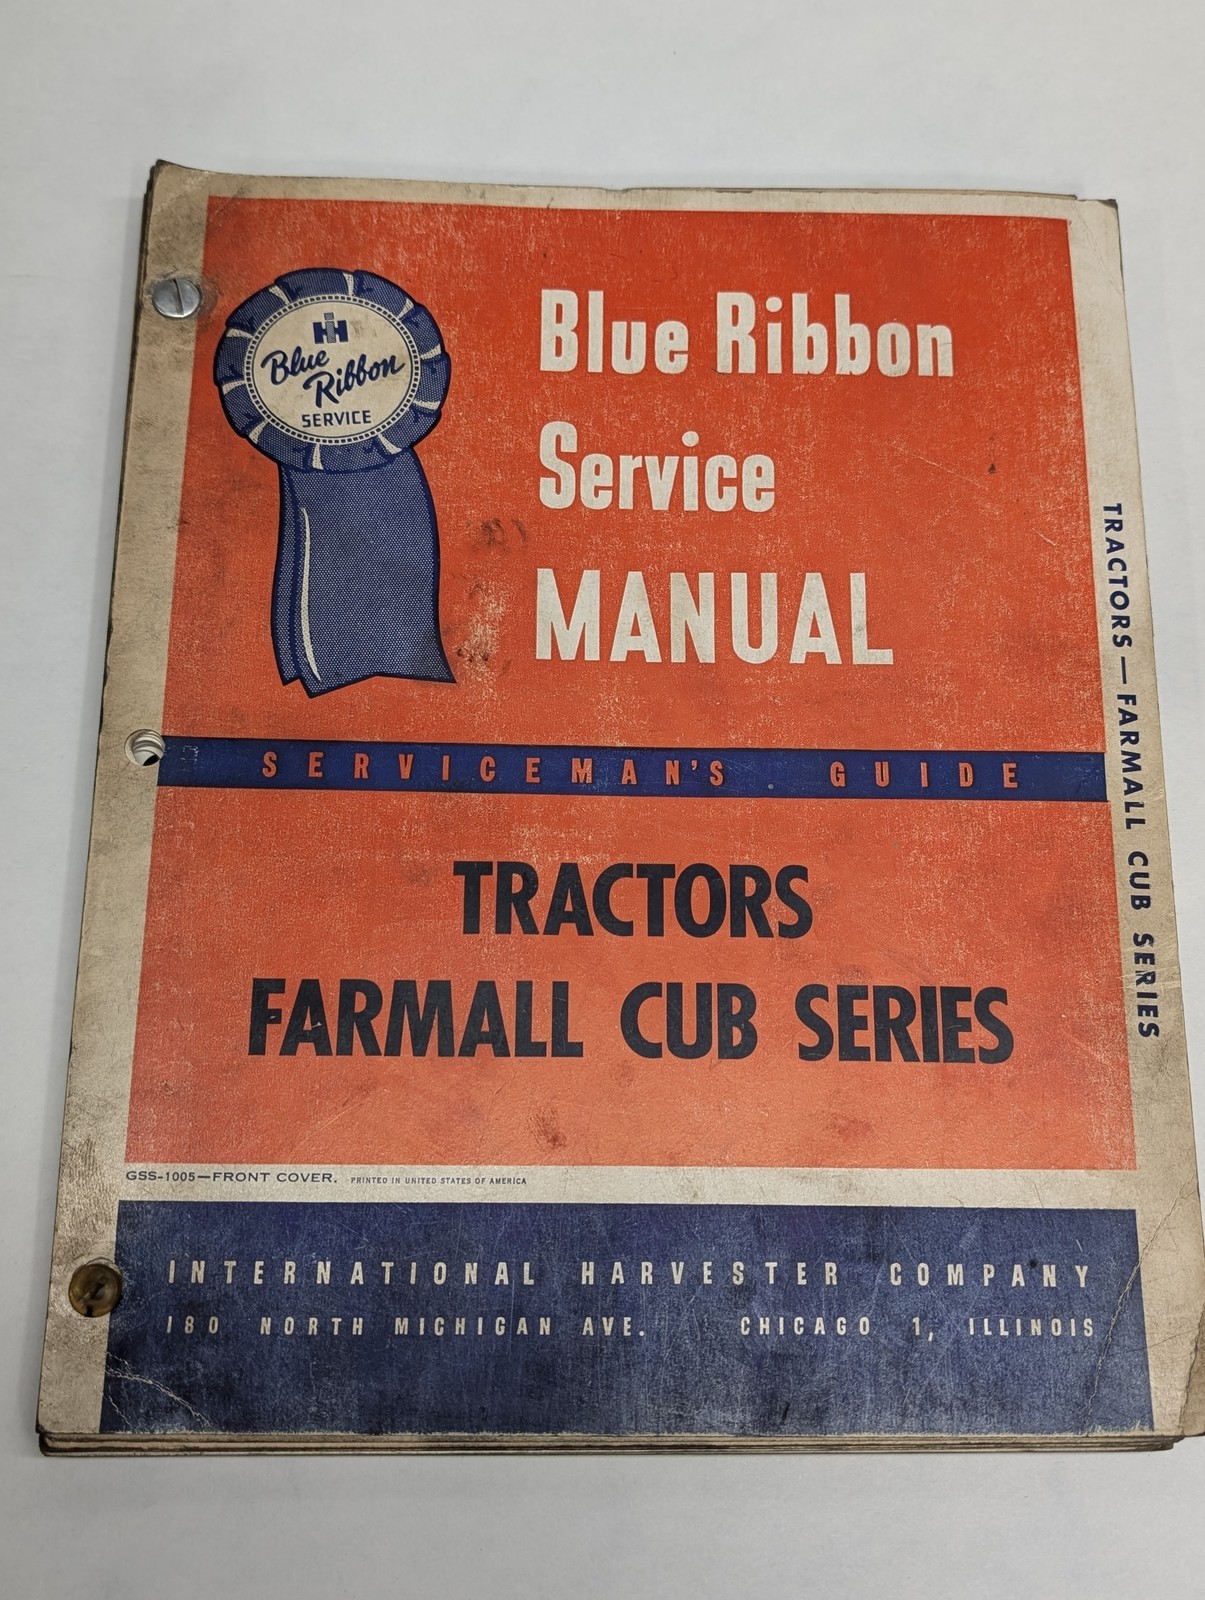 IH
Blue
Ribbon
SERVICE
Blue Ribbon
Service
MANUAL
SERVICEMAN'S GUIDE
TRACTORS
FARMALL CUB SERIES
GSS-1005—FRONT COVER. PRINTED IN UNITED STATES OF AMERICA
INTERNATIONAL HARVESTER COMPANY
180 NORTH MICHIGAN AVE. CHICAGO 1, ILLINOIS
TRACTORS—FARMALL CUB SERIES